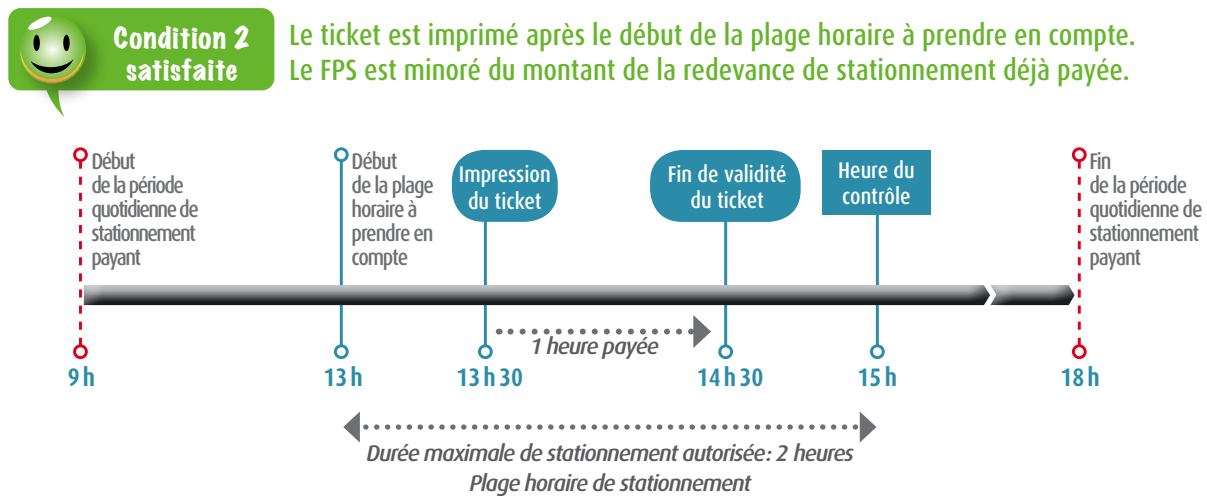 Condition 2
satisfaite
Le ticket est imprimé après le début de la plage horaire à prendre en compte.
Le FPS est minoré du montant de la redevance de stationnement déjà payée.
Début
de la période
quotidienne de
stationnement
payant
Début
de la plage
horaire à
prendre en
compte
Impression
du ticket
Fin de validité
du ticket
Heure du
contrôle
Fin
de la période
quotidienne de
stationnement
payant
1 heure payée
9 h
13 h
13 h 30
14 h 30
15 h
18 h
Durée maximale de stationnement autorisée : 2 heures
Plage horaire de stationnement